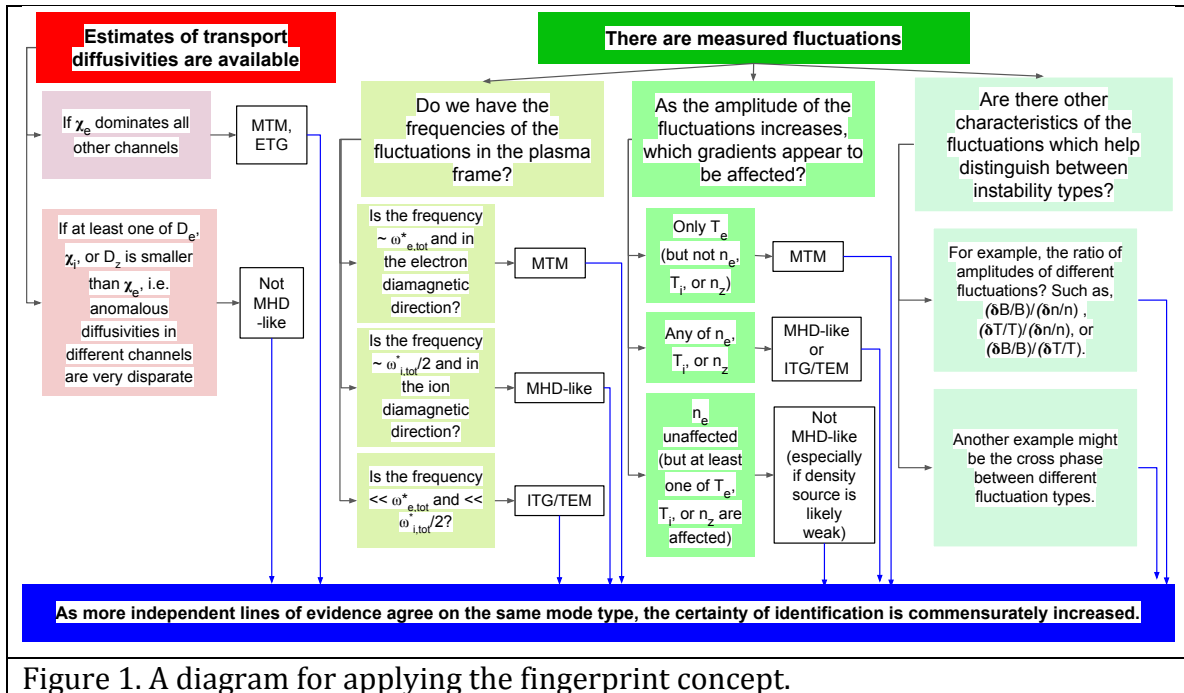 Estimates of transport
diffusivities are available
If χe dominates all
other channels
MTM,
ETG
If at least one of De,
χi, or Dz is smaller
than χe, i.e.
anomalous
diffusivities in
different channels
are very disparate
Not
MHD
-like
There are measured fluctuations
Do we have the
frequencies of the
fluctuations in the plasma
frame?
Is the frequency
~ ω*e,tot and in
the electron
diamagnetic
direction?
MTM
Is the frequency
~ ω*i,tot/2 and in
the ion
diamagnetic
direction?
MHD-like
Is the frequency
<< ω*e,tot and <<
ω*i,tot/2?
ITG/TEM
As the amplitude of the
fluctuations increases,
which gradients appear to
be affected?
Only Te
(but not ne,
Ti, or nz)
MTM
Any of ne,
Ti, or nz
MHD-like
or
ITG/TEM
ne
unaffected
(but at least
one of Te,
Ti, or nz are
affected)
Not
MHD-like
(especially
if density
source is
likely
weak)
Are there other
characteristics of the
fluctuations which help
distinguish between
instability types?
For example, the ratio of
amplitudes of different
fluctuations? Such as,
(δB/B)/(δn/n) ,
(δT/T)/(δn/n), or
(δB/B)/(δT/T).
Another example might
be the cross phase
between different
fluctuation types.
As more independent lines of evidence agree on the same mode type, the certainty of identification is commensurately increased.
Figure 1. A diagram for applying the fingerprint concept.